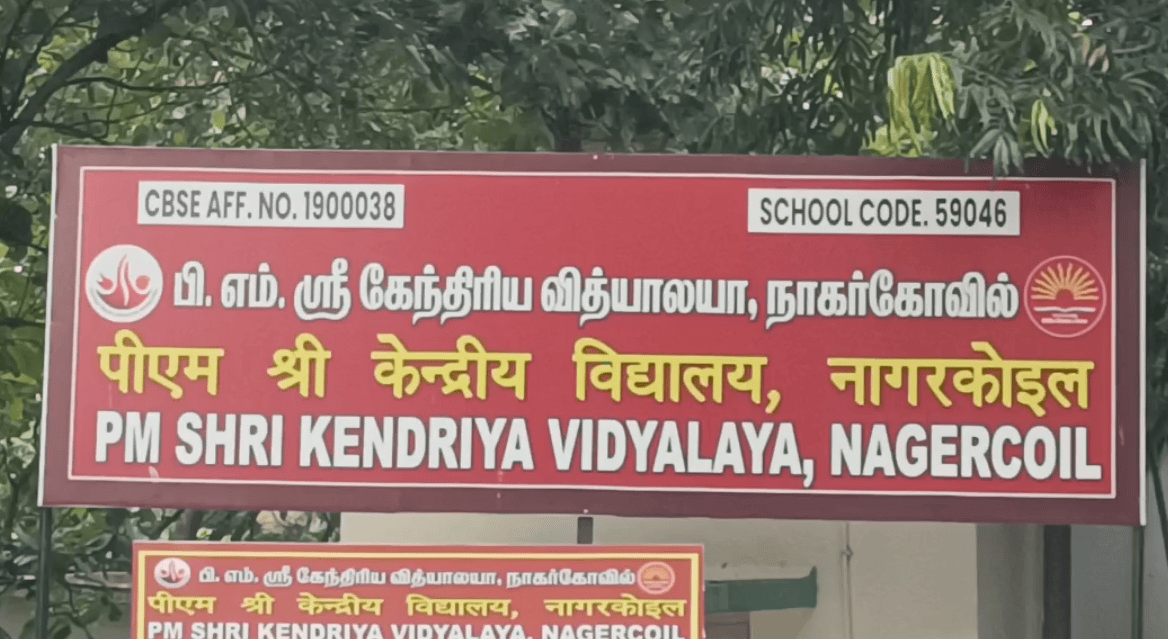 CBSE AFF. NO. 1900038
SCHOOL CODE. 59046
பி. எம். ஸ்ரீ கேந்திரிய வித்யாலயா, நாகர்கோவில்
पीएम श्री केन्द्रीय विद्यालय, नागरकोइल
PM SHRI KENDRIYA VIDYALAYA, NAGERCOIL
பி. எம். ஸ்ரீ கேந்திரிய வித்யாலயா, நாகர்கோவில்
पीएम श्री केन्द्रीय विद्यालय, नागरकोइल
PM SHRI KENDRIYA VIDYALAYA, NAGERCOIL